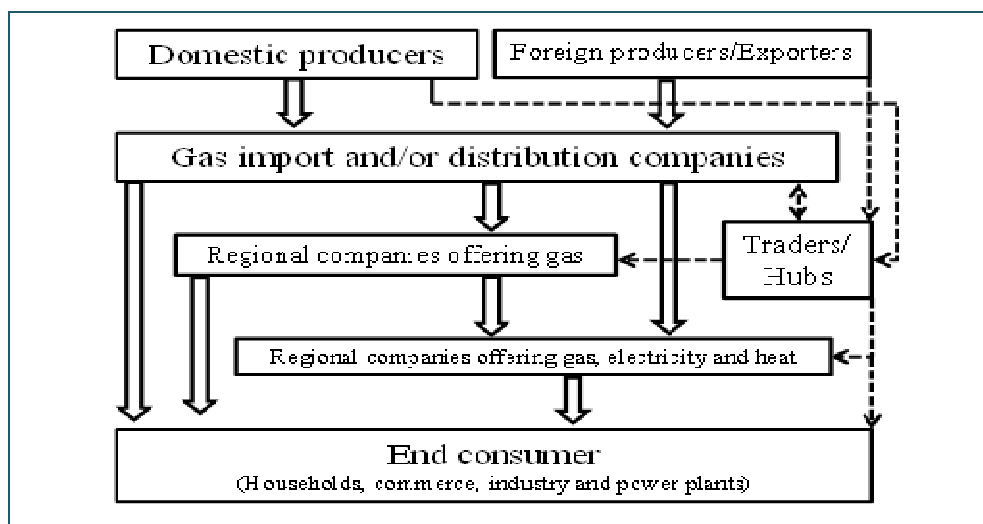 Domestic producers
Foreign producers/Exporters
Gas import and/or distribution companies
Regional companies offering gas
Traders/
Hubs
Regional companies offering gas, electricity and heat
End consumer
(Households, commerce, industry and power plants)